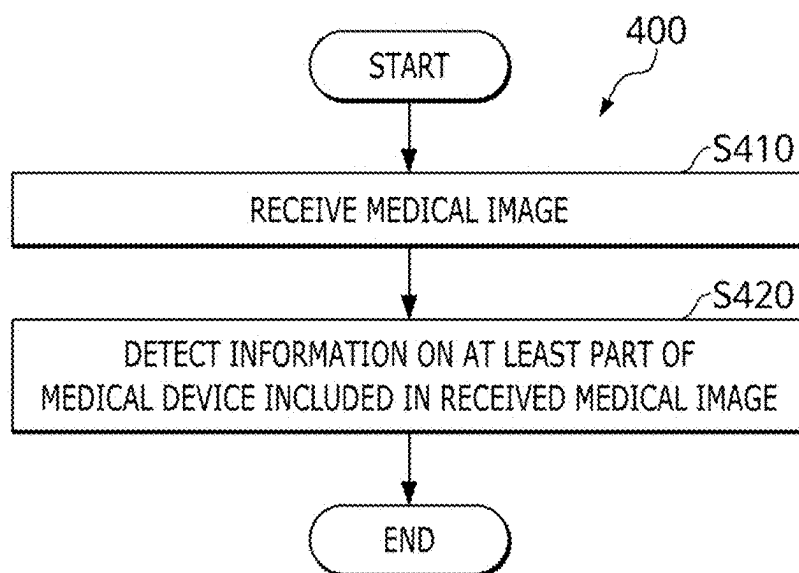 400
START
S410
RECEIVE MEDICAL IMAGE
S420
DETECT INFORMATION ON AT LEAST PART OF
MEDICAL DEVICE INCLUDED IN RECEIVED MEDICAL IMAGE
END